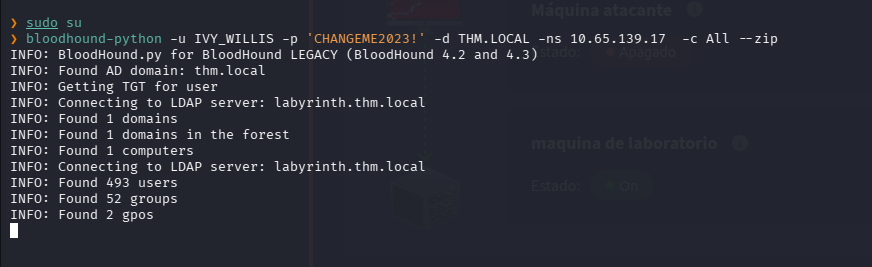 ❯ sudo su
❯ bloodhound-python -u IVY_WILLIS -p 'CHANGEME2023!' -d THM.LOCAL -ns 10.65.139.17 -c All --zip
INFO: BloodHound.py for BloodHound LEGACY (BloodHound 4.2 and 4.3)
INFO: Found AD domain: thm.local
INFO: Getting TGT for user
INFO: Connecting to LDAP server: labyrinth.thm.local
INFO: Found 1 domains
INFO: Found 1 domains in the forest
INFO: Found 1 computers
INFO: Connecting to LDAP server: labyrinth.thm.local
INFO: Found 493 users
INFO: Found 52 groups
INFO: Found 2 gpos
Máquina atacante
Estado: Apagado
maquina de laboratorio
Estado: On